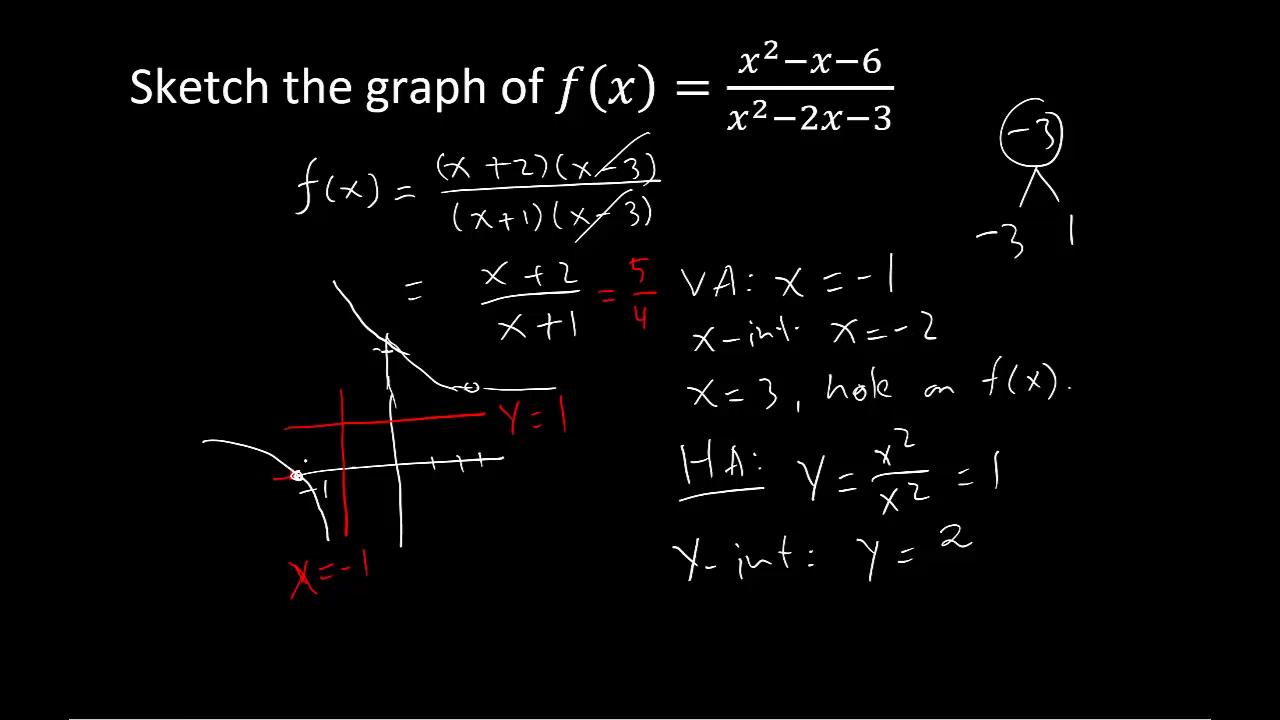 Sketch the graph of f(x) = (x²−x−6)/(x²−2x−3)
−3
−3 1
f(x) = ((x+2)(x−3))/((x+1)(x−3))
= (x+2)/(x+1) = 5/4
VA: x = −1
x-int: x = −2
x = 3, hole on f(x).
HA: y = x²/x² = 1
Y-int: y = 2
Y = 1
−1
X = −1